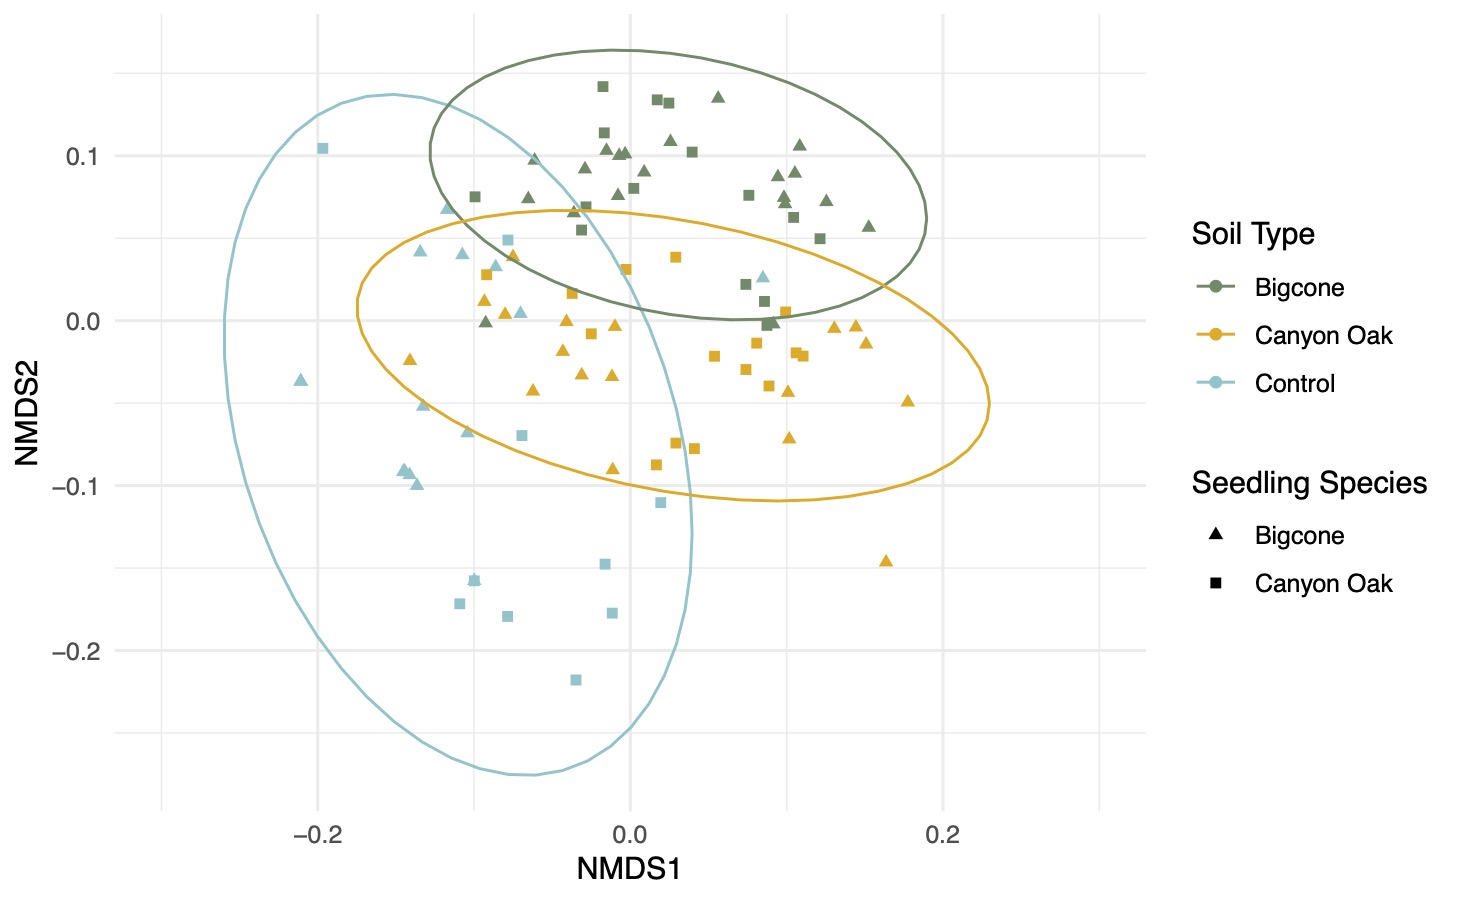 NMDS2
0.1
0.0
−0.1
−0.2
−0.2
0.0
0.2
NMDS1
Soil Type
Bigcone
Canyon Oak
Control
Seedling Species
Bigcone
Canyon Oak